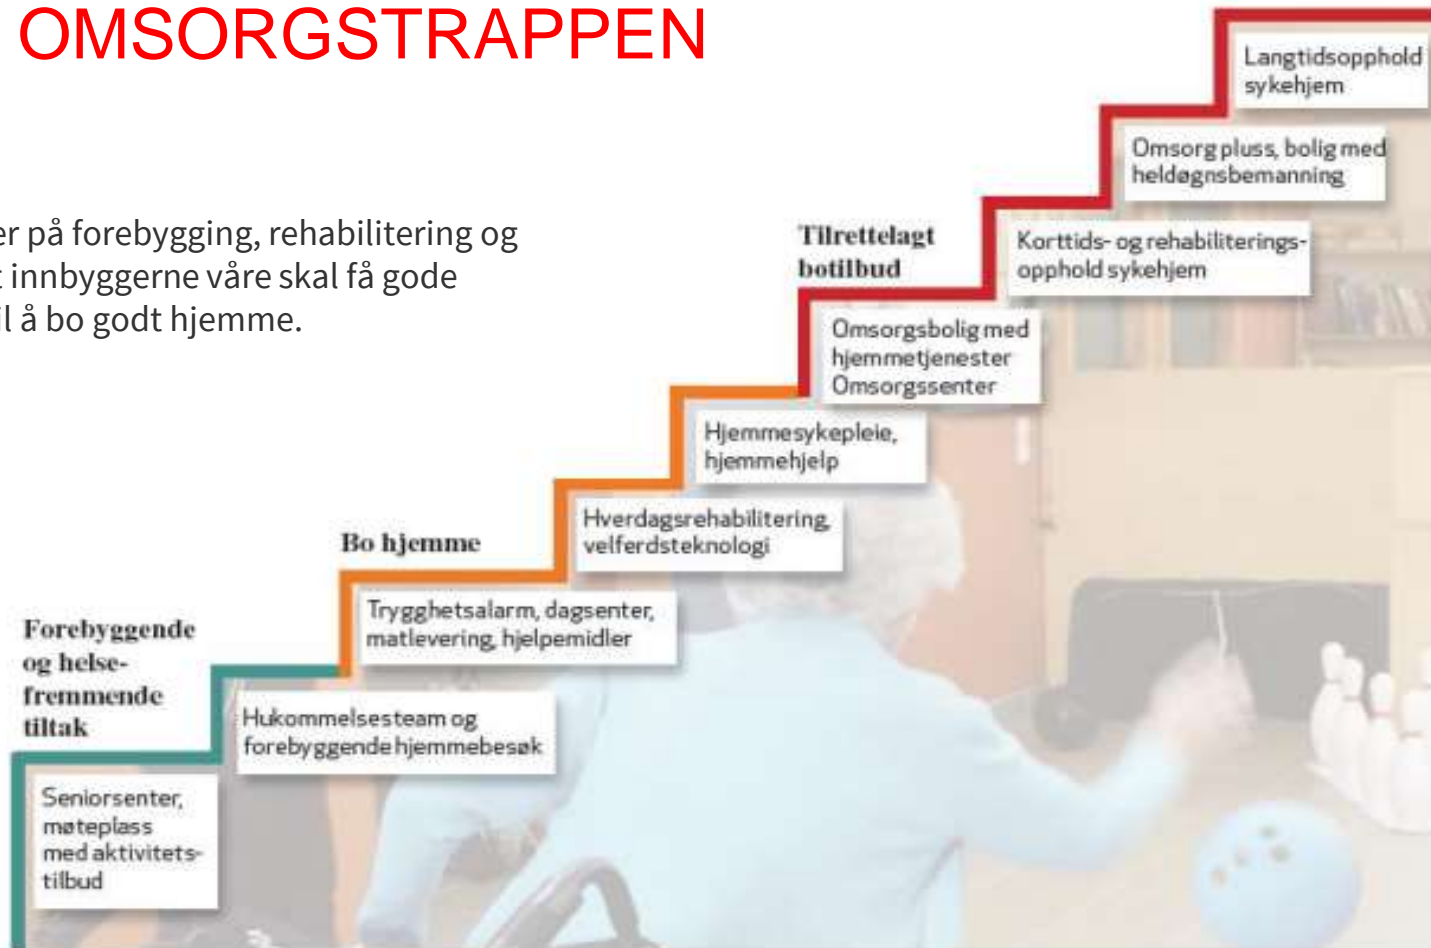 OMSORGSTRAPPEN
er på forebygging, rehabilitering og
innbyggerne våre skal få gode
il å bo godt hjemme.
Forebyggende
og helse-
fremmende
tiltak
Seniorsenter,
møteplass
med aktivitets-
tilbud
Hukommelsesteam og
forebyggende hjemmebesøk
Bo hjemme
Trygghetsalarm, dagsenter,
matlevering, hjelpemidler
Hverdagsrehabilitering,
velferdsteknologi
Hjemmesykepleie,
hjemmehjelp
Tilrettelagt
botilbud
Omsorgsbolig med
hjemmetjenester
Omsorgssenter
Korttids- og rehabiliterings-
opphold sykehjem
Omsorg pluss, bolig med
heldøgnsbemanning
Langtidsopphold
sykehjem